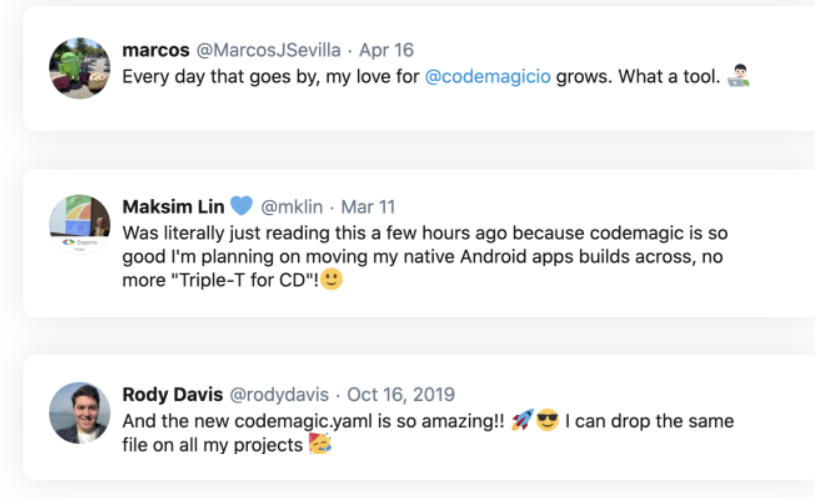 marcos @MarcosJSevilla · Apr 16
Every day that goes by, my love for @codemagicio grows. What a tool. 👨🏻‍💻
Maksim Lin 💙 @mklin · Mar 11
Experts
Was literally just reading this a few hours ago because codemagic is so
good I'm planning on moving my native Android apps builds across, no
more "Triple-T for CD"!🙂
Rody Davis @rodydavis · Oct 16, 2019
And the new codemagic.yaml is so amazing!! 🚀😎 I can drop the same
file on all my projects 🥳